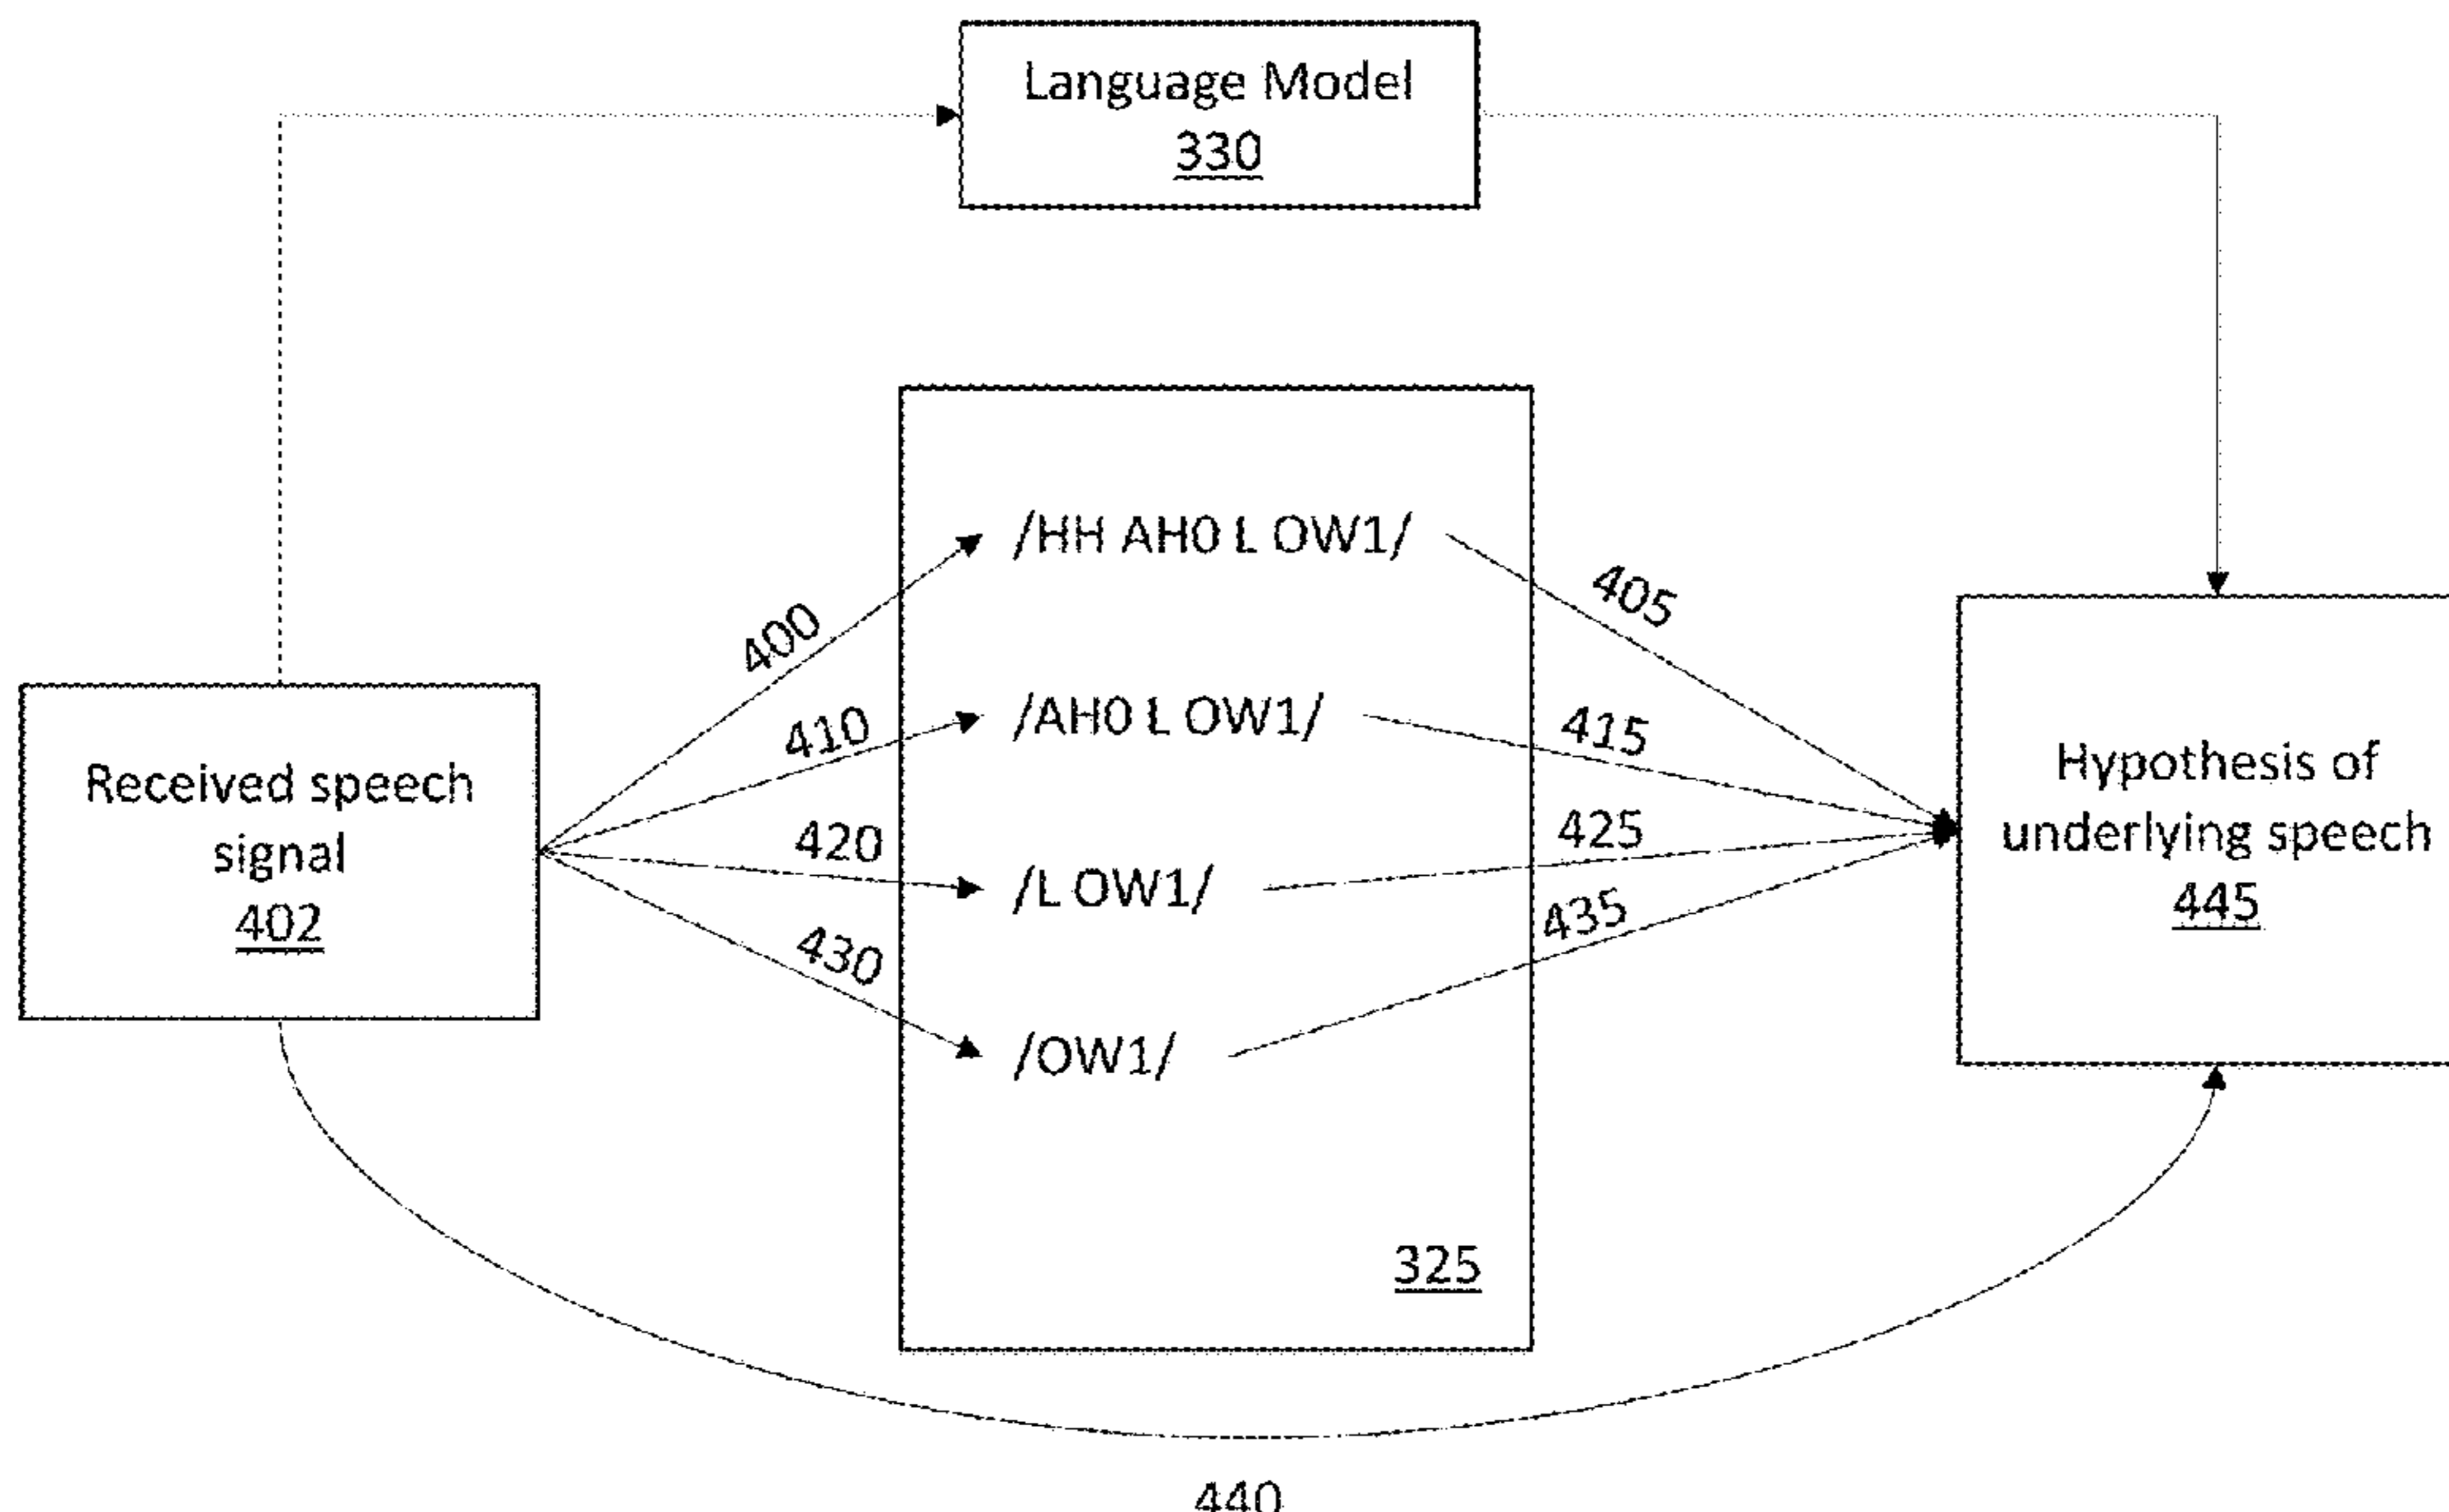 Language Model
330
/HH AH0 L OW1/
405
400
/AH0 L OW1/
410
415
Received speech
signal
402
420
/L OW1/
425
Hypothesis of
underlying speech
445
430
435
/OW1/
325
440